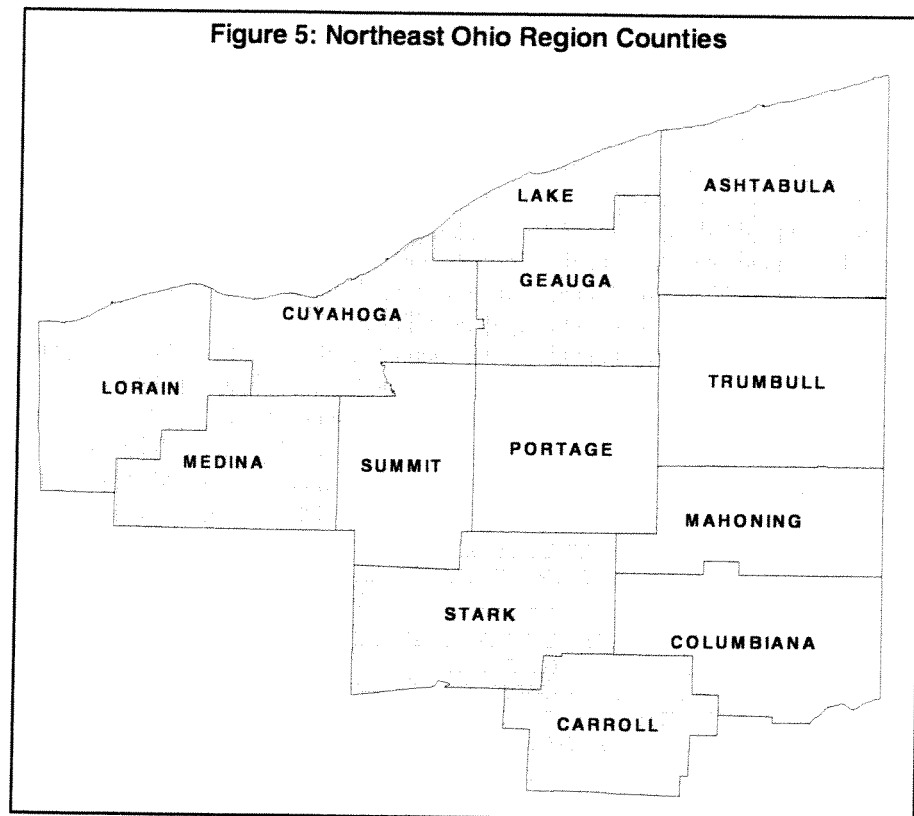 Figure 5: Northeast Ohio Region Counties
ASHTABULA
LAKE
GEAUGA
CUYAHOGA
TRUMBULL
LORAIN
PORTAGE
MEDINA
SUMMIT
MAHONING
STARK
COLUMBIANA
CARROLL